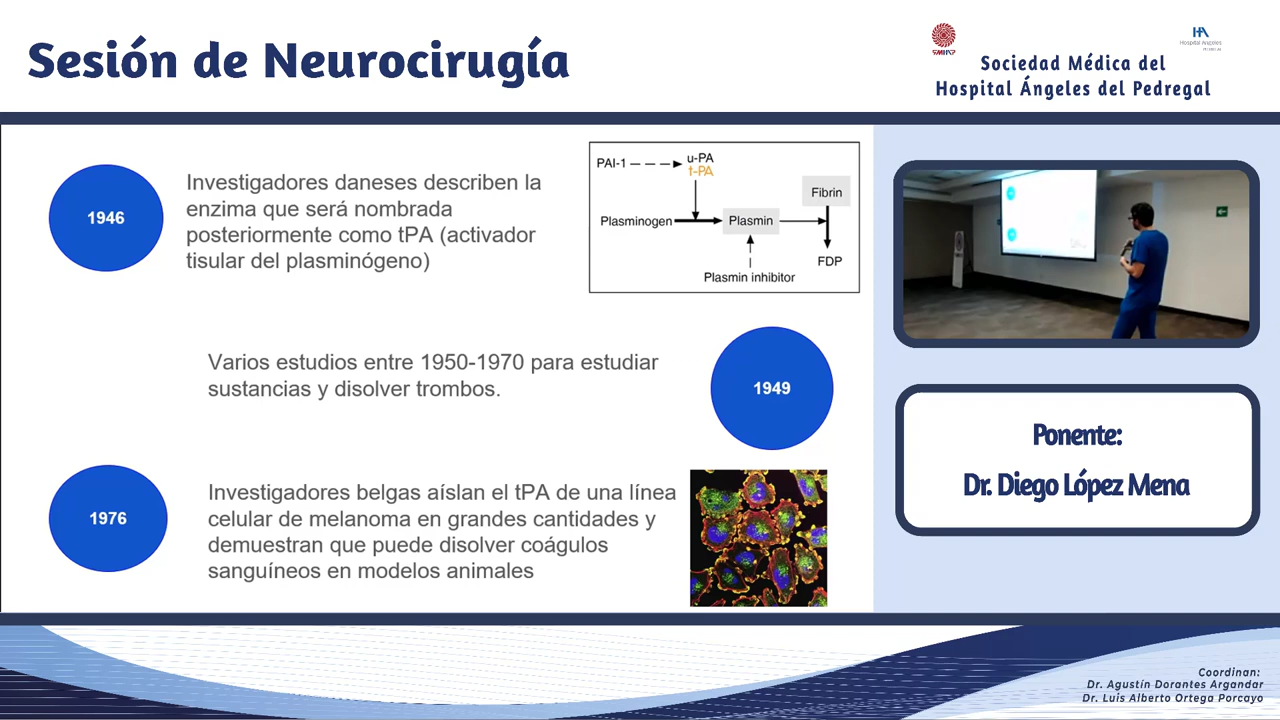 Sesión de Neurocirugía
SMHAP
HA
Hospital Angeles
Sociedad Médica del
Hospital Ángeles del Pedregal
1946
Investigadores daneses describen la
enzima que será nombrada
posteriormente como tPA (activador
tisular del plasminógeno)
PAI-1
u-PA
t-PA
Fibrin
Plasminogen
Plasmin
FDP
Plasmin inhibitor
Varios estudios entre 1950-1970 para estudiar
sustancias y disolver trombos.
1949
1976
Investigadores belgas aíslan el tPA de una línea
celular de melanoma en grandes cantidades y
demuestran que puede disolver coágulos
sanguíneos en modelos animales
Ponente:
Dr. Diego López Mena
Coordinan:
Dr. Agustín Dorantes Argandar
Dr. Luis Alberto Ortega Porcayo